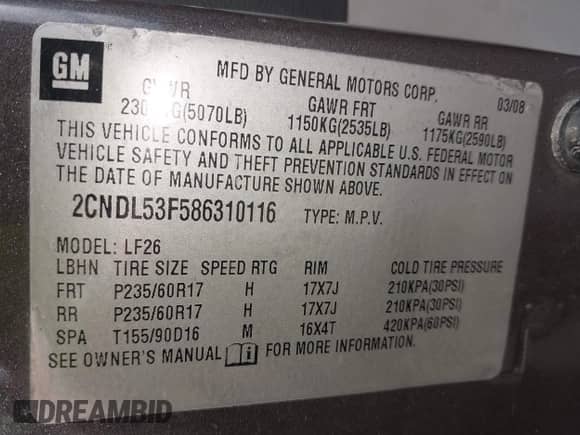 GM
MFD BY GENERAL MOTORS CORP.
03/08
GVWR
GAWR FRT
GAWR RR
KG(5070LB)
1150KG(2535LB)
1175KG(2590LB)
THIS VEHICLE CONFORMS TO ALL APPLICABLE U.S. FEDERAL MOTOR
VEHICLE SAFETY AND THEFT PREVENTION STANDARDS IN EFFECT ON
THE DATE OF MANUFACTURE SHOWN ABOVE.
2CNDL53F586310116 TYPE: M.P.V.
MODEL: LF26
LBHN TIRE SIZE SPEED RTG RIM COLD TIRE PRESSURE
FRT P235/60R17 H 17X7J 210KPA(30PSI)
RR P235/60R17 H 17X7J 210KPA(30PSI)
SPA T155/90D16 M 16X4T 420KPA(60PSI)
SEE OWNER'S MANUAL FOR MORE INFORMATION.
DREAMBID